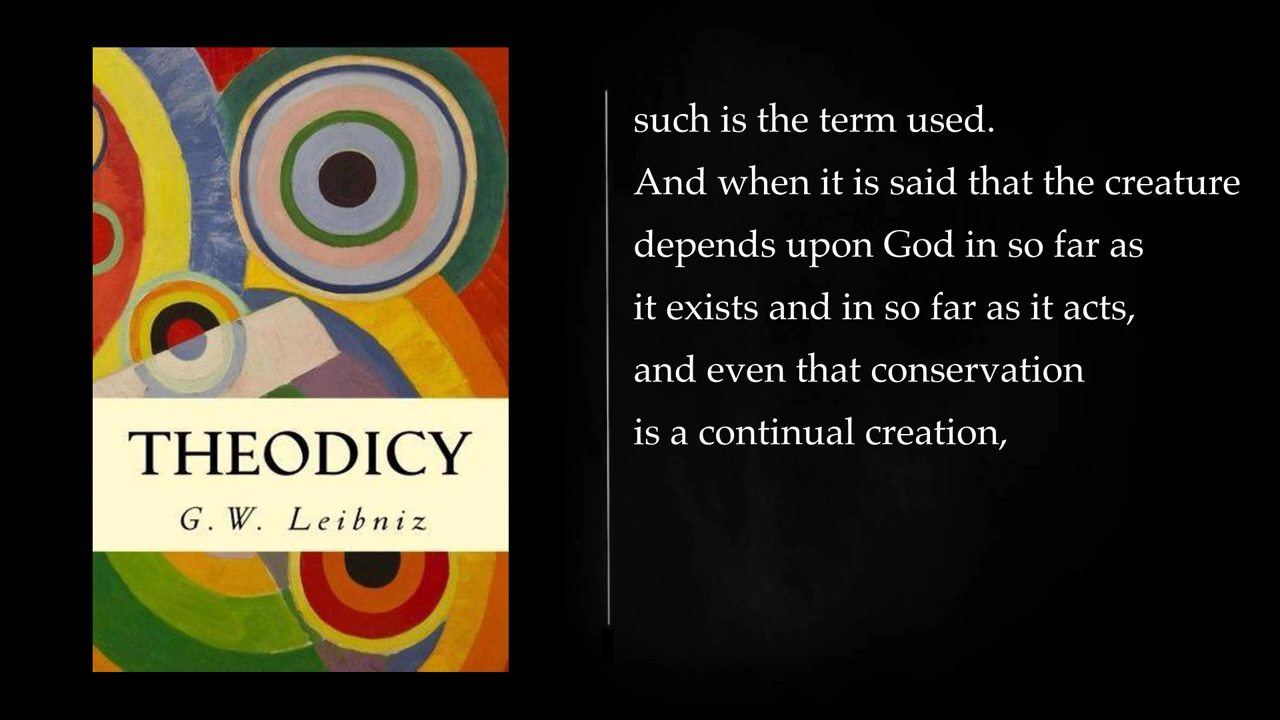 THEODICY
G. W. Leibniz
such is the term used.
And when it is said that the creature
depends upon God in so far as
it exists and in so far as it acts,
and even that conservation
is a continual creation,